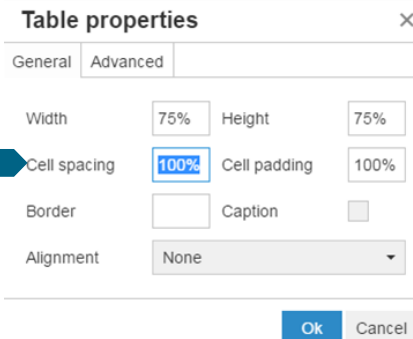 Table properties
General Advanced
Width 75% Height 75%
Cell spacing 100% Cell padding 100%
Border Caption
Alignment None
Ok Cancel